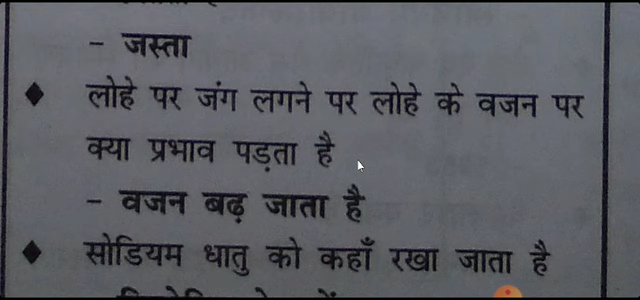 - जस्ता
♦ लोहे पर जंग लगने पर लोहे के वजन पर
क्या प्रभाव पड़ता है
- वजन बढ़ जाता है
♦ सोडियम धातु को कहाँ रखा जाता है